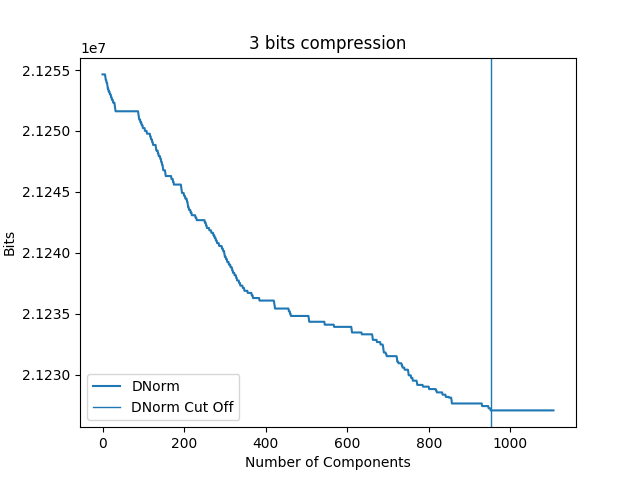 3 bits compression
1e7
2.1255
2.1250
2.1245
2.1240
2.1235
2.1230
Bits
DNorm
DNorm Cut Off
0 200 400 600 800 1000
Number of Components